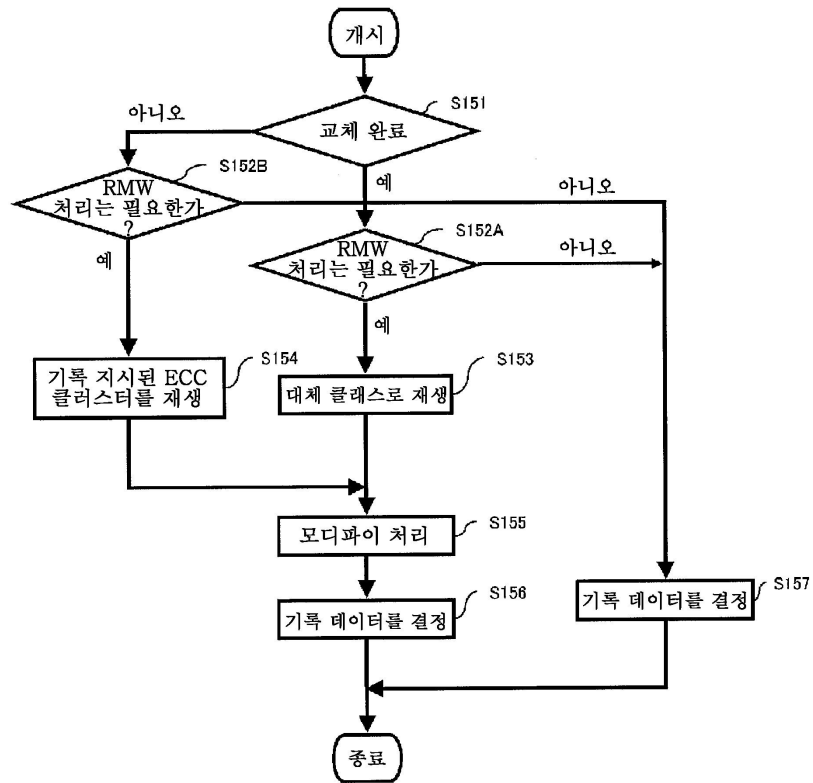 개시
S151
아니오
교체 완료
S152B
예
RMW
처리는 필요한가
?
아니오
S152A
RMW
처리는 필요한가
?
아니오
예
예
S154
기록 지시된 ECC
클러스터를 재생
S153
대체 클래스로 재생
S155
모디파이 처리
S156
기록 데이터를 결정
S157
기록 데이터를 결정
종료